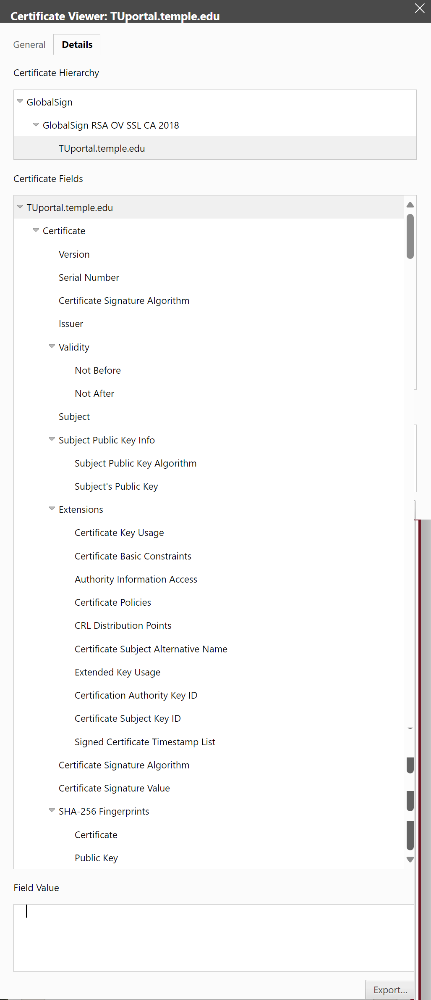 Certificate Viewer: TUportal.temple.edu
General
Details
Certificate Hierarchy
GlobalSign
GlobalSign RSA OV SSL CA 2018
TUportal.temple.edu
Certificate Fields
TUportal.temple.edu
Certificate
Version
Serial Number
Certificate Signature Algorithm
Issuer
Validity
Not Before
Not After
Subject
Subject Public Key Info
Subject Public Key Algorithm
Subject's Public Key
Extensions
Certificate Key Usage
Certificate Basic Constraints
Authority Information Access
Certificate Policies
CRL Distribution Points
Certificate Subject Alternative Name
Extended Key Usage
Certification Authority Key ID
Certificate Subject Key ID
Signed Certificate Timestamp List
Certificate Signature Algorithm
Certificate Signature Value
SHA-256 Fingerprints
Certificate
Public Key
Field Value
Export...